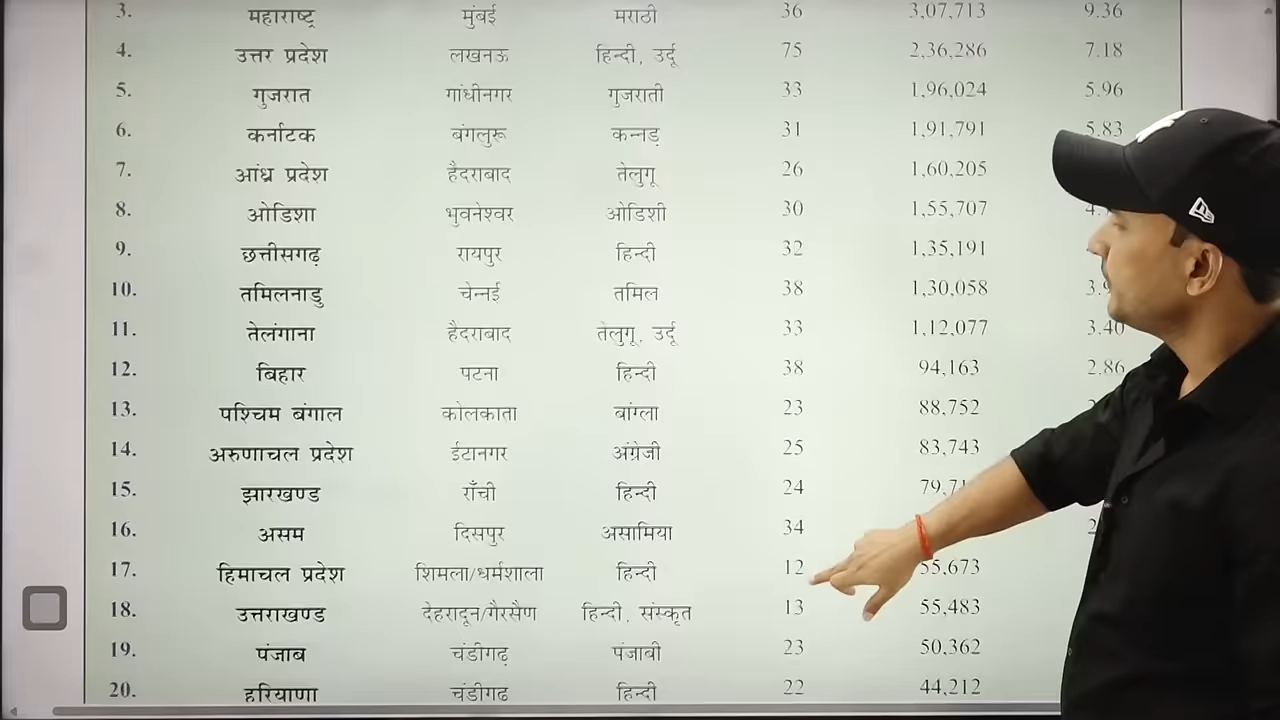 3. महाराष्ट्र मुंबई मराठी 36 3,07,713 9.36
4. उत्तर प्रदेश लखनऊ हिन्दी, उर्दू 75 2,36,286 7.18
5. गुजरात गांधीनगर गुजराती 33 1,96,024 5.96
6. कर्नाटक बंगलुरू कन्नड़ 31 1,91,791 5.83
7. आंध्र प्रदेश हैदराबाद तेलुगू 26 1,60,205
8. ओडिशा भुवनेश्वर ओडिशी 30 1,55,707
9. छत्तीसगढ़ रायपुर हिन्दी 32 1,35,191
10. तमिलनाडु चेन्नई तमिल 38 1,30,058
11. तेलंगाना हैदराबाद तेलुगू, उर्दू 33 1,12,077 3.40
12. बिहार पटना हिन्दी 38 94,163 2.86
13. पश्चिम बंगाल कोलकाता बांग्ला 23 88,752
14. अरुणाचल प्रदेश ईटानगर अंग्रेजी 25 83,743
15. झारखण्ड राँची हिन्दी 24
16. असम दिसपुर असामिया 34
17. हिमाचल प्रदेश शिमला/धर्मशाला हिन्दी 12 55,673
18. उत्तराखण्ड देहरादून/गैरसैण हिन्दी, संस्कृत 13 55,483
19. पंजाब चंडीगढ़ पंजाबी 23 50,362
20. हरियाणा चंडीगढ़ हिन्दी 22 44,212